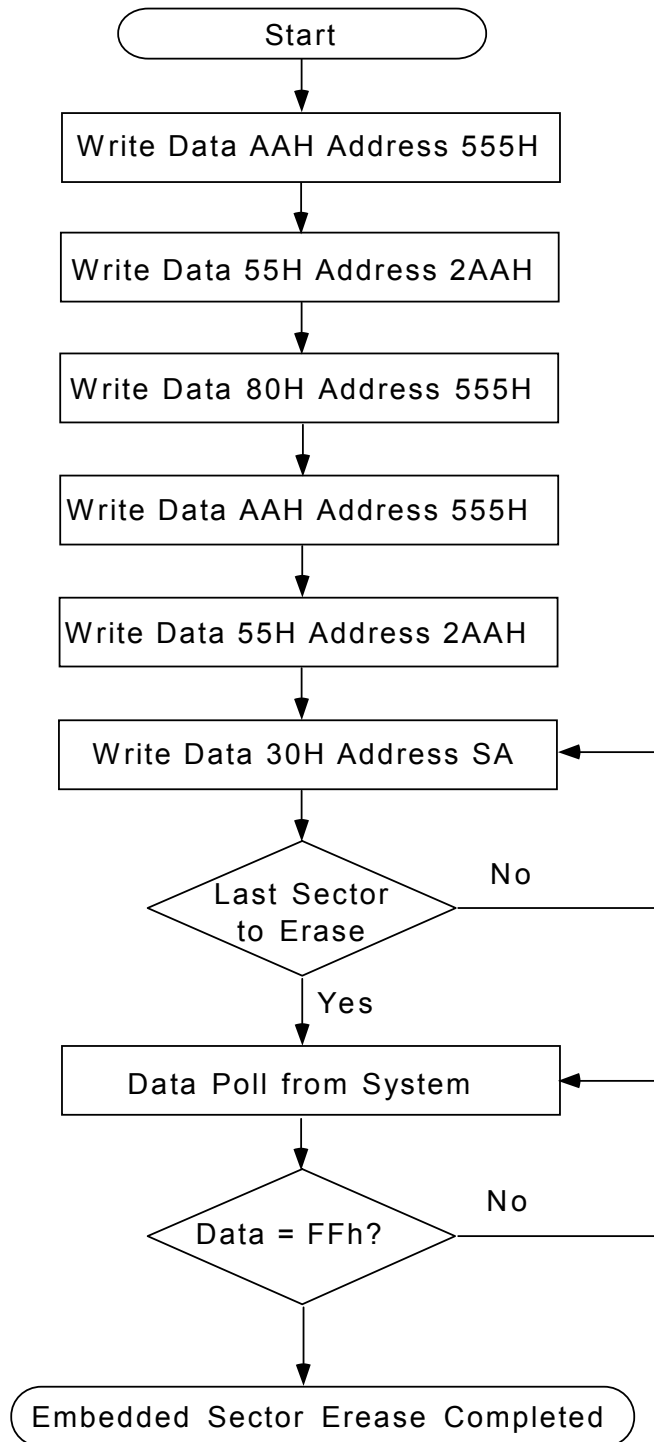 Start
Write Data AAH Address 555H
Write Data 55H Address 2AAH
Write Data 80H Address 555H
Write Data AAH Address 555H
Write Data 55H Address 2AAH
Write Data 30H Address SA
No
Last Sector
to Erase
Yes
Data Poll from System
No
Data = FFh?
Embedded Sector Erease Completed